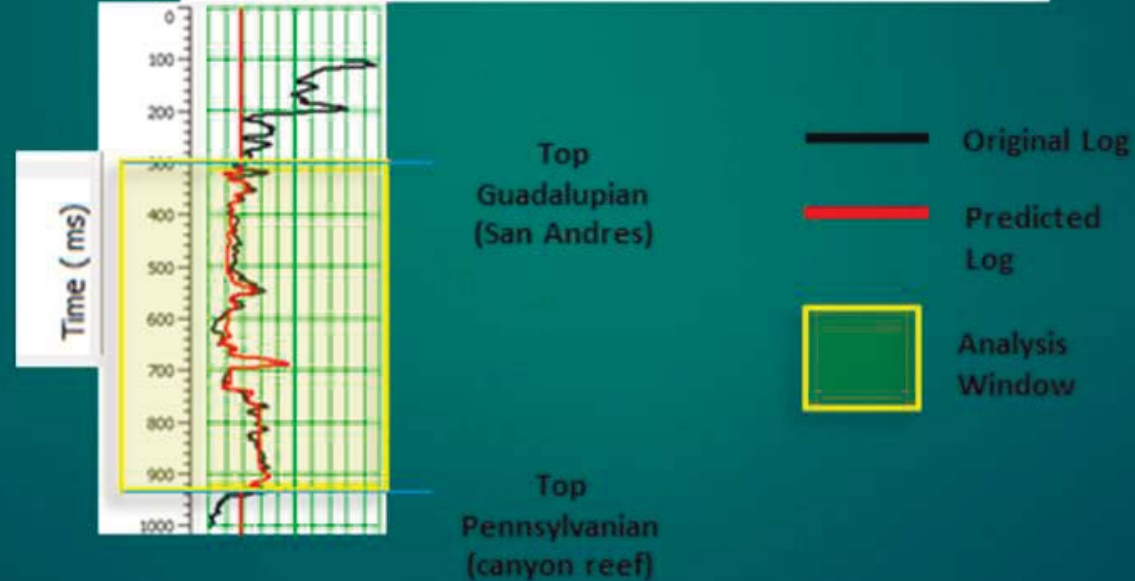 0
100
200
300
400
500
600
700
800
900
1000
Time ( ms)
Top
Guadalupian
(San Andres)
Top
Pennsylvanian
(canyon reef)
Original Log
Predicted
Log
Analysis
Window